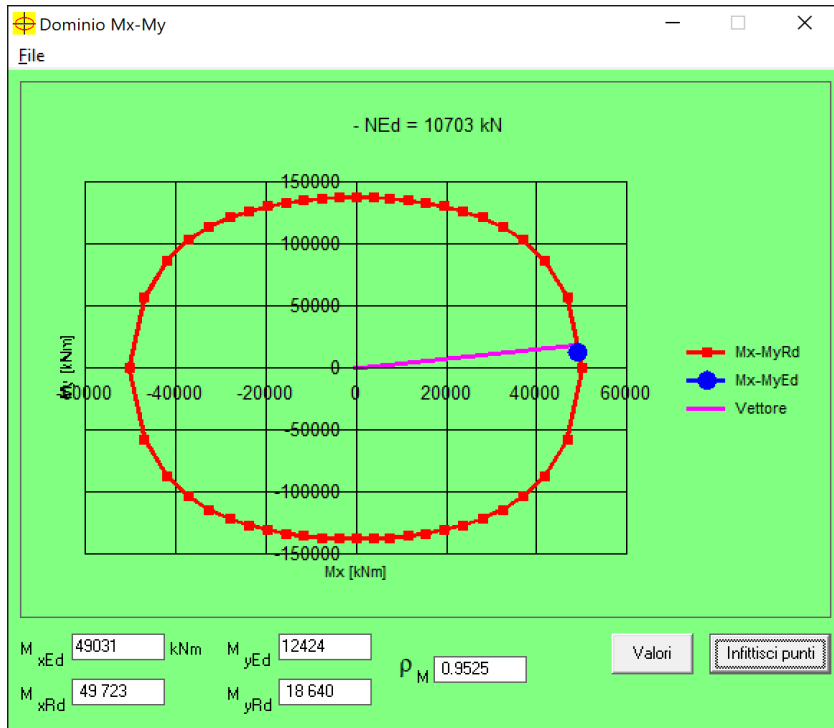 Dominio Mx-My
File
- NEd = 10703 kN
150000
100000
50000
0
-50000
-100000
-150000
-60000 -40000 -20000 0 20000 40000 60000
My [kNm]
Mx [kNm]
Mx-MyRd
Mx-MyEd
Vettore
M xEd 49031 kNm M yEd 12424
M xRd 49 723 M yRd 18 640
ρ M 0.9525
Valori
Infittisci punti